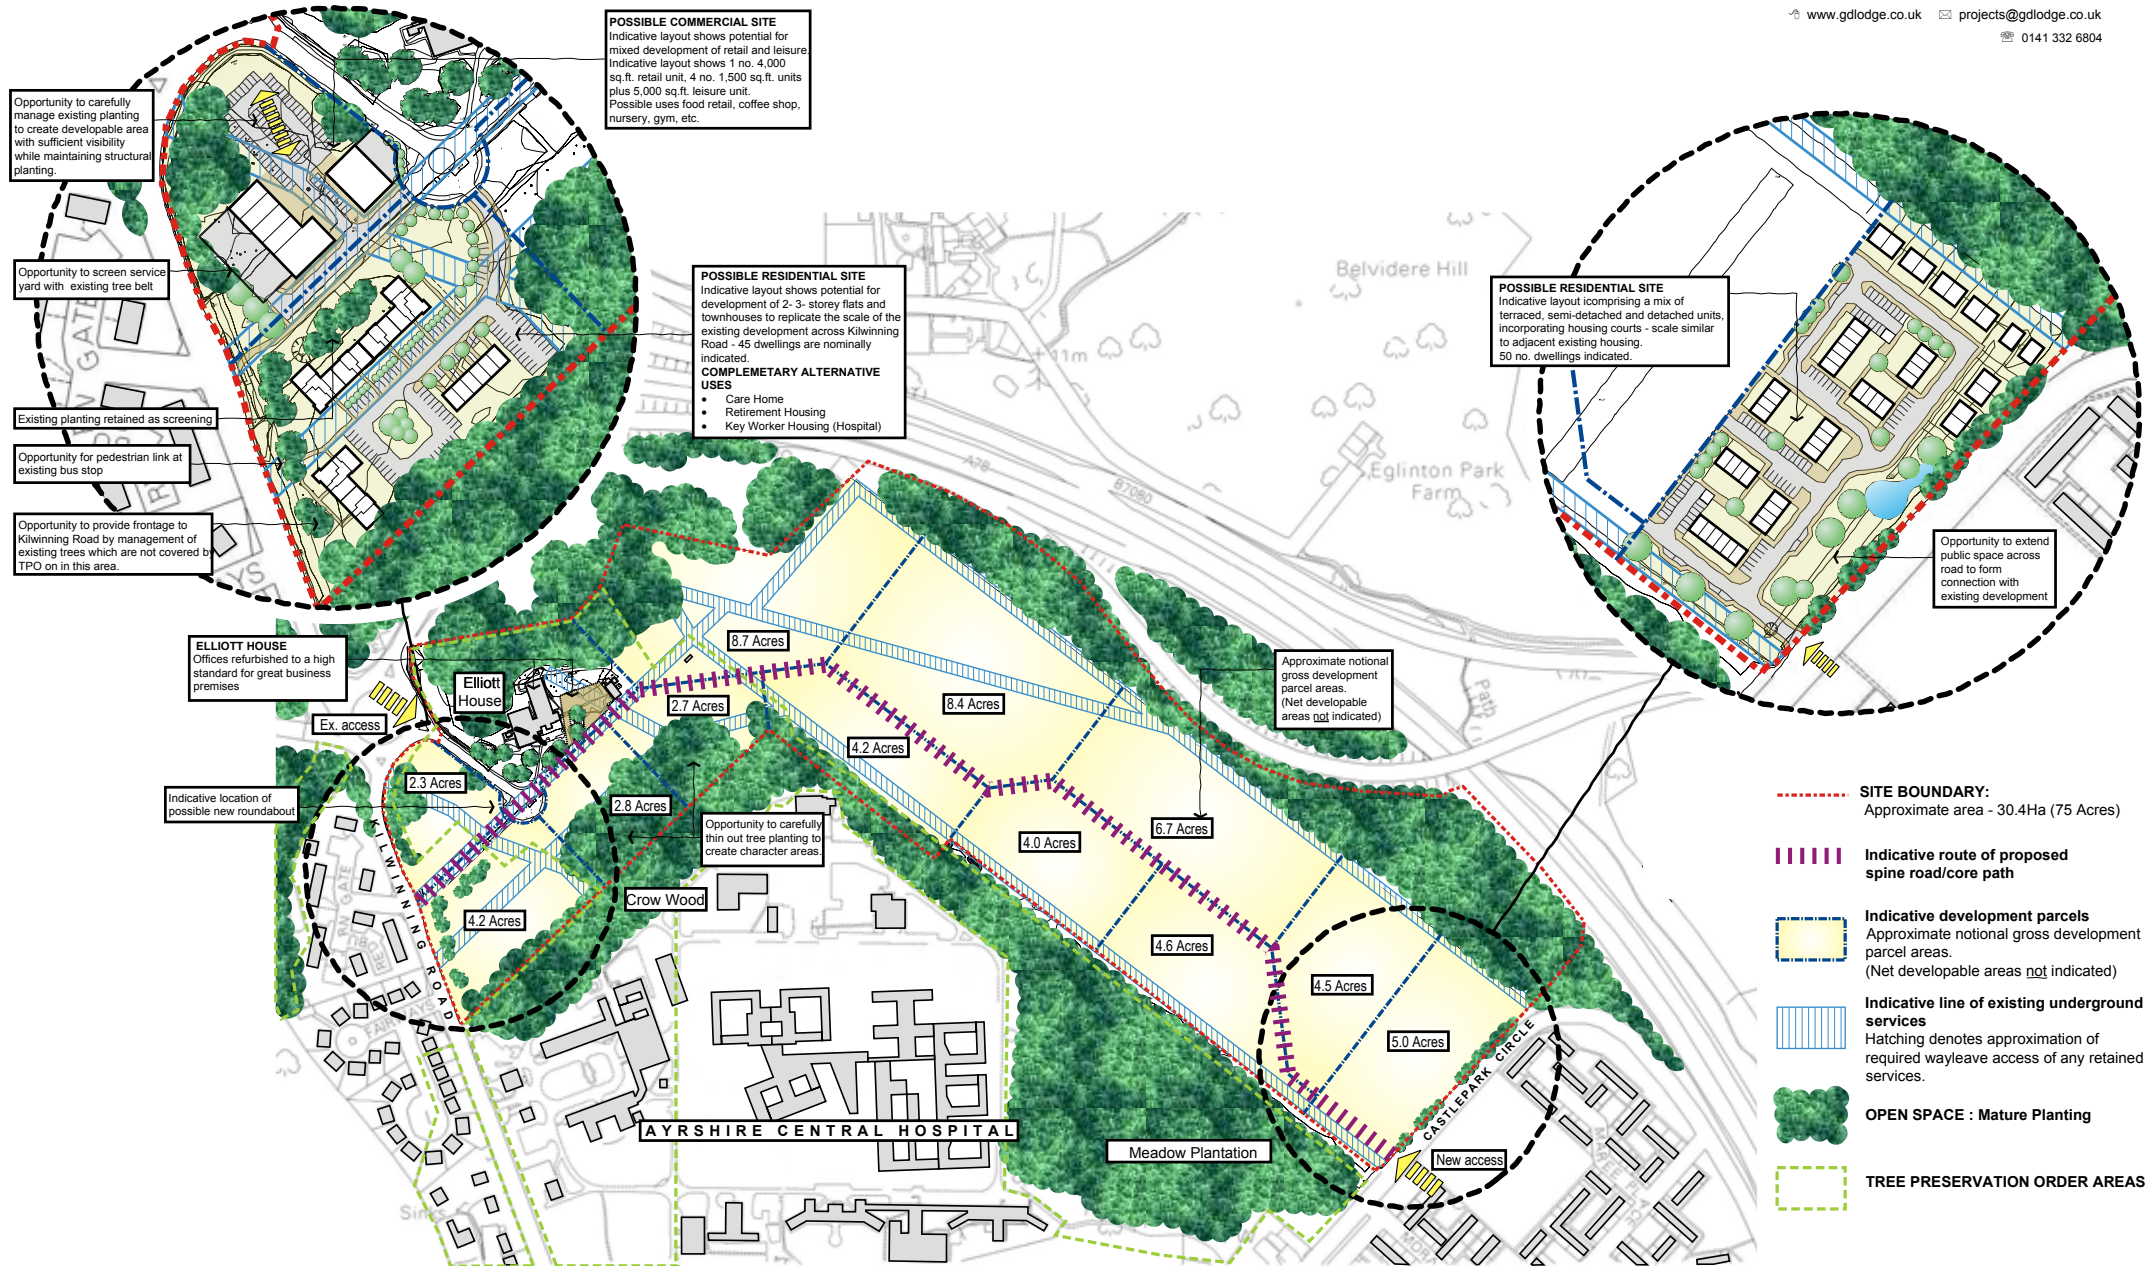 www.gdlodge.co.uk projects@gdlodge.co.uk
0141 332 6804
POSSIBLE COMMERCIAL SITE
Indicative layout shows potential for
mixed development of retail and leisure.
Indicative layout shows 1 no. 4,000
sq.ft. retail unit, 4 no. 1,500 sq.ft. units
plus 5,000 sq.ft. leisure unit.
Possible uses food retail, coffee shop,
nursery, gym, etc.
Opportunity to carefully
manage existing planting
to create developable area
with sufficient visibility
while maintaining structural
planting.
Opportunity to screen service
yard with existing tree belt
Existing planting retained as screening
Opportunity for pedestrian link at
existing bus stop
Opportunity to provide frontage to
Kilwinning Road by management of
existing trees which are not covered by
TPO on in this area.
POSSIBLE RESIDENTIAL SITE
Indicative layout shows potential for
development of 2- 3- storey flats and
townhouses to replicate the scale of the
existing development across Kilwinning
Road - 45 dwellings are nominally
indicated.
COMPLEMETARY ALTERNATIVE
USES
• Care Home
• Retirement Housing
• Key Worker Housing (Hospital)
Belvidere Hill
+ 11m
Eglinton Park
Farm
A78
B7080
Path
POSSIBLE RESIDENTIAL SITE
Indicative layout icomprising a mix of
terraced, semi-detached and detached units,
incorporating housing courts - scale similar
to adjacent existing housing.
50 no. dwellings indicated.
Opportunity to extend
public space across
road to form
connection with
existing development
ELLIOTT HOUSE
Offices refurbished to a high
standard for great business
premises
Elliott
House
Ex. access
Indicative location of
possible new roundabout
8.7 Acres
2.7 Acres
8.4 Acres
4.2 Acres
2.3 Acres
2.8 Acres
4.0 Acres
6.7 Acres
4.2 Acres
4.6 Acres
4.5 Acres
5.0 Acres
Approximate notional
gross development
parcel areas.
(Net developable
areas not indicated)
Opportunity to carefully
thin out tree planting to
create character areas.
Crow Wood
KILWINNING ROAD
AYRSHIRE CENTRAL HOSPITAL
Meadow Plantation
CASTLEPARK CIRCLE
New access
Sinks
SITE BOUNDARY:
Approximate area - 30.4Ha (75 Acres)
Indicative route of proposed
spine road/core path
Indicative development parcels
Approximate notional gross development
parcel areas.
(Net developable areas not indicated)
Indicative line of existing underground
services
Hatching denotes approximation of
required wayleave access of any retained
services.
OPEN SPACE : Mature Planting
TREE PRESERVATION ORDER AREAS